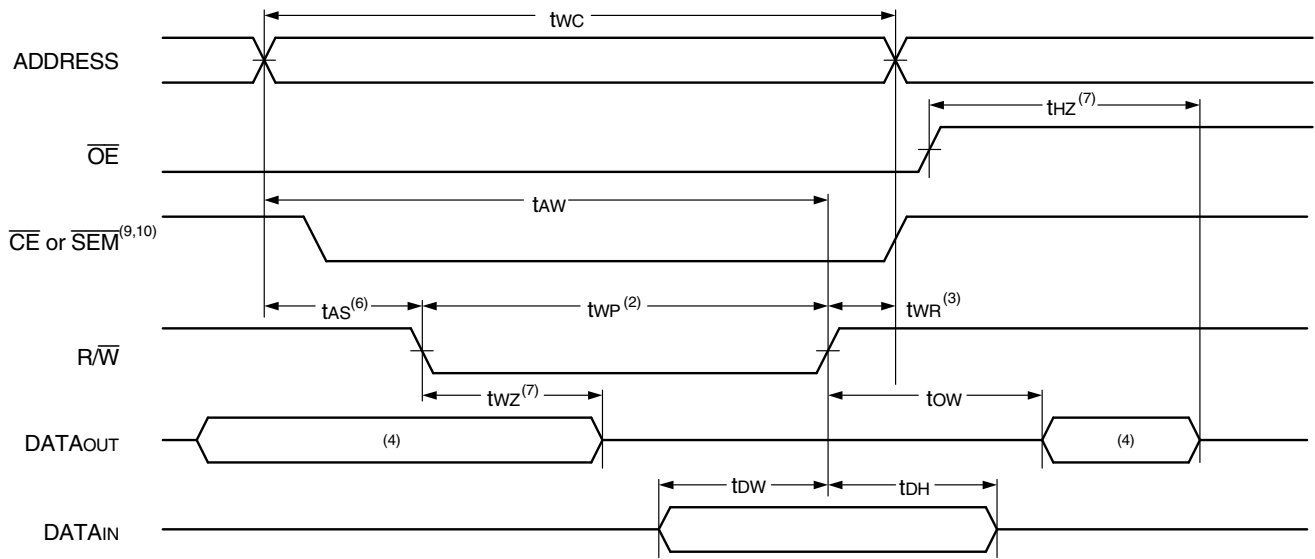 tWC
ADDRESS
tHZ(7)
OE
tAW
CE or SEM(9,10)
tAS(6) tWP(2) tWR(3)
R/W
tWZ(7) tOW
DATAOUT (4) (4)
tDW tDH
DATAIN